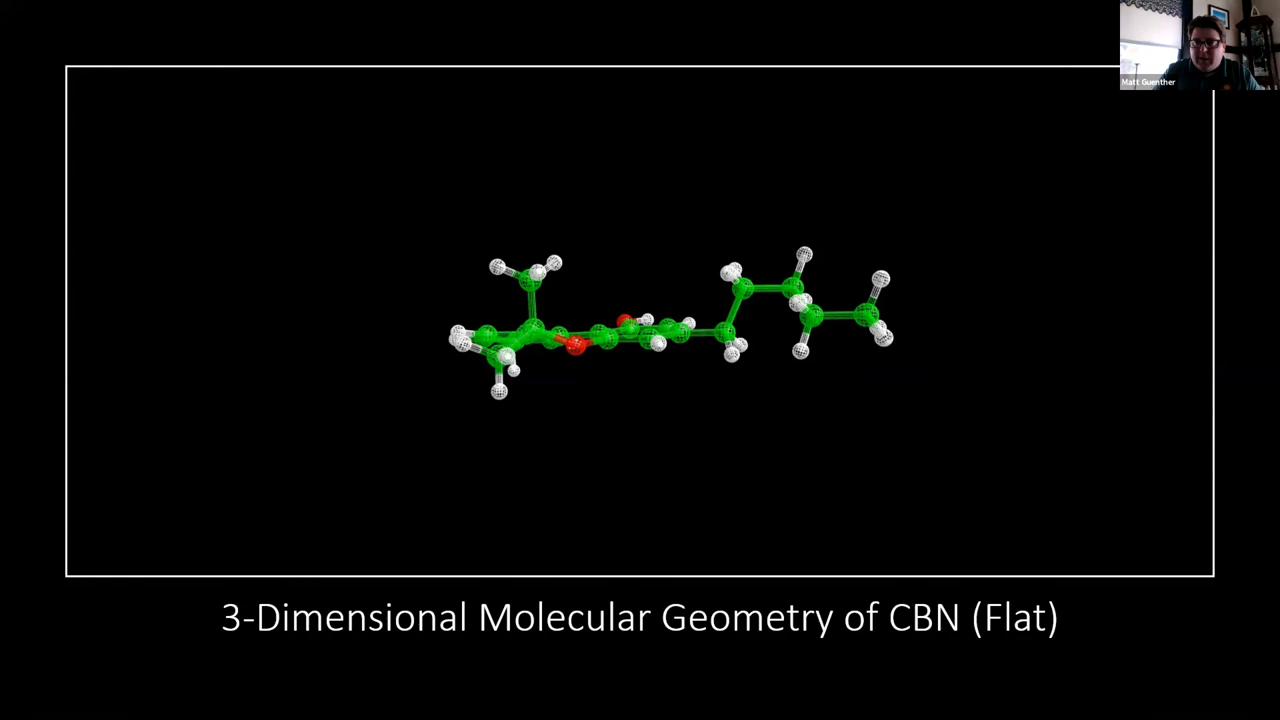 Matt Guenther
3-Dimensional Molecular Geometry of CBN (Flat)